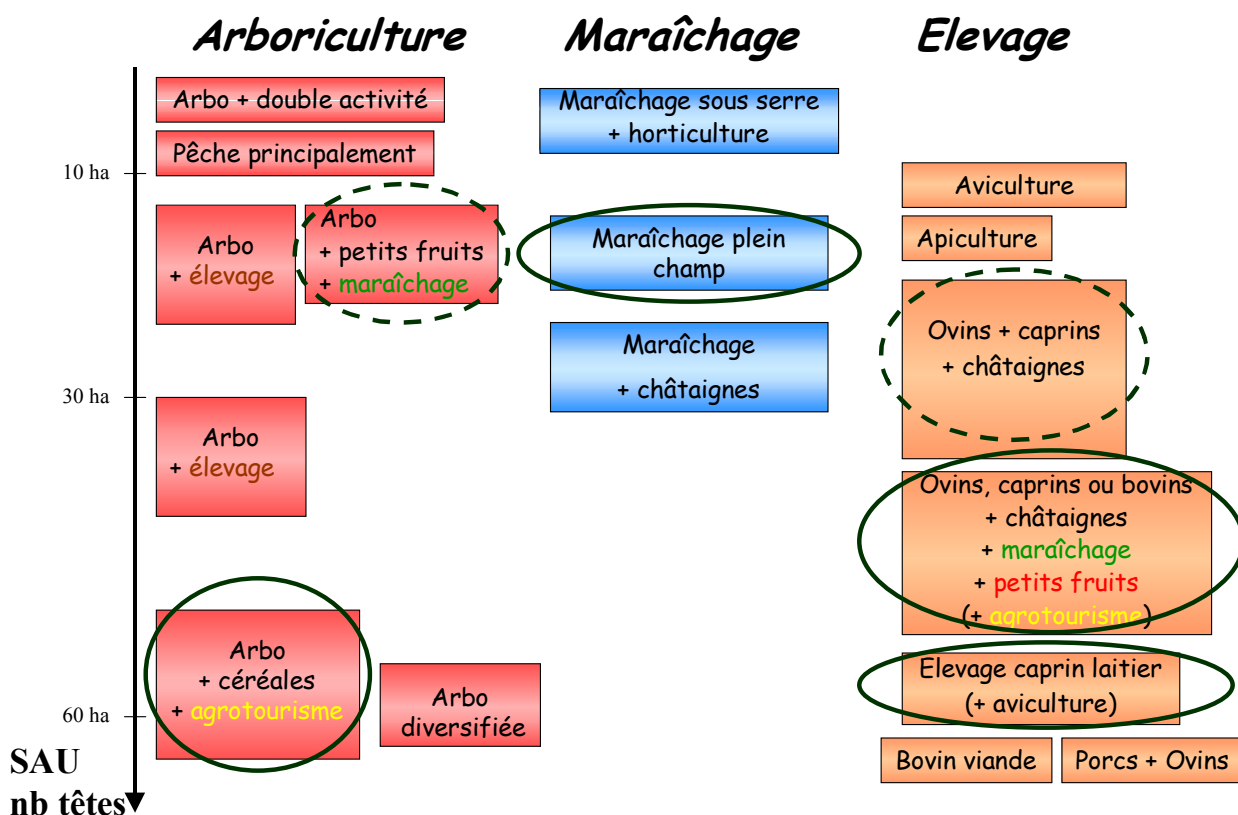 Arboriculture
Maraîchage
Elevage
Arbo + double activité
Pêche principalement
10 ha
Arbo
+ élevage
Arbo
+ petits fruits
+ maraîchage
30 ha
Arbo
+ élevage
Arbo
+ céréales
+ agrotourisme
Arbo
diversifiée
60 ha
SAU
nb têtes
Maraîchage sous serre
+ horticulture
Maraîchage plein
champ
Maraîchage
+ châtaignes
Aviculture
Apiculture
Ovins + caprins
+ châtaignes
Ovins, caprins ou bovins
+ châtaignes
+ maraîchage
+ petits fruits
(+ agrotourisme)
Elevage caprin laitier
(+ aviculture)
Bovin viande
Porcs + Ovins